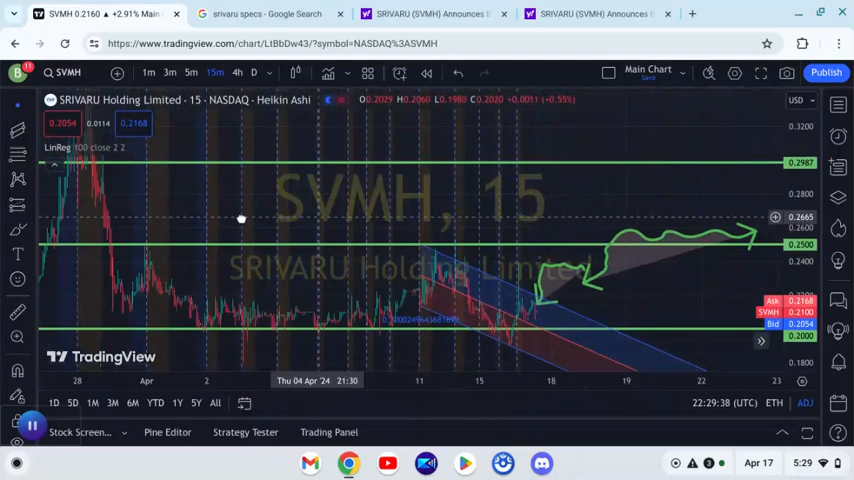 SVMH 0.2160 ▲ +2.91% Main
srivaru specs - Google Search
SRIVARU (SVMH) Announces B
SRIVARU (SVMH) Announces B
https://www.tradingview.com/chart/LtBbDw43/?symbol=NASDAQ%3ASVMH
B
11
SVMH
1m 3m 5m 15m 4h D
Main Chart
Save
Publish
SRIVARU Holding Limited · 15 · NASDAQ · Heikin Ashi
O0.2029 H0.2060 L0.1980 C0.2020 +0.0011 (+0.55%)
USD
0.2054 0.0114 0.2168
LinReg 100 close 2 2
SVMH, 15
SRIVARU Holding Limited
0.3200
0.2987
0.2800
0.2665
0.2500
0.2400
Ask 0.2168
SVMH 0.2100
Bid 0.2054
0.2000
0.1800
TradingView
28 Apr 2 Thu 04 Apr '24 21:30 11 15 18 19 22 23
1D 5D 1M 3M 6M YTD 1Y 5Y All
22:29:38 (UTC) ETH ADJ
Stock Screen... Pine Editor Strategy Tester Trading Panel
3 Apr 17 5:29